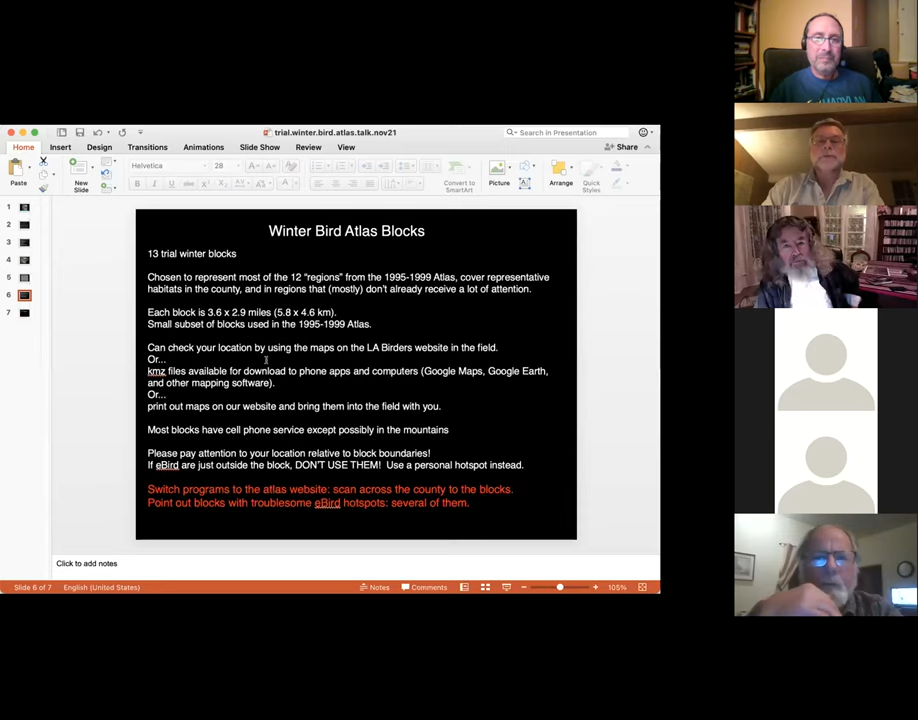 trial.winter.bird.atlas.talk.nov21
Search in Presentation
Home Insert Design Transitions Animations Slide Show Review View Share
Paste
New
Slide
Helvetica 28
Convert to
SmartArt
Picture
Arrange
Quick
Styles
1
2
3
4
5
6
7
Winter Bird Atlas Blocks
13 trial winter blocks
Chosen to represent most of the 12 “regions” from the 1995-1999 Atlas, cover representative
habitats in the county, and in regions that (mostly) don’t already receive a lot of attention.
Each block is 3.6 x 2.9 miles (5.8 x 4.6 km).
Small subset of blocks used in the 1995-1999 Atlas.
Can check your location by using the maps on the LA Birders website in the field.
Or...
kmz files available for download to phone apps and computers (Google Maps, Google Earth,
and other mapping software).
Or...
print out maps on our website and bring them into the field with you.
Most blocks have cell phone service except possibly in the mountains
Please pay attention to your location relative to block boundaries!
If eBird are just outside the block, DON’T USE THEM! Use a personal hotspot instead.
Switch programs to the atlas website: scan across the county to the blocks.
Point out blocks with troublesome eBird hotspots: several of them.
Click to add notes
Slide 6 of 7 English (United States) Notes Comments 105%